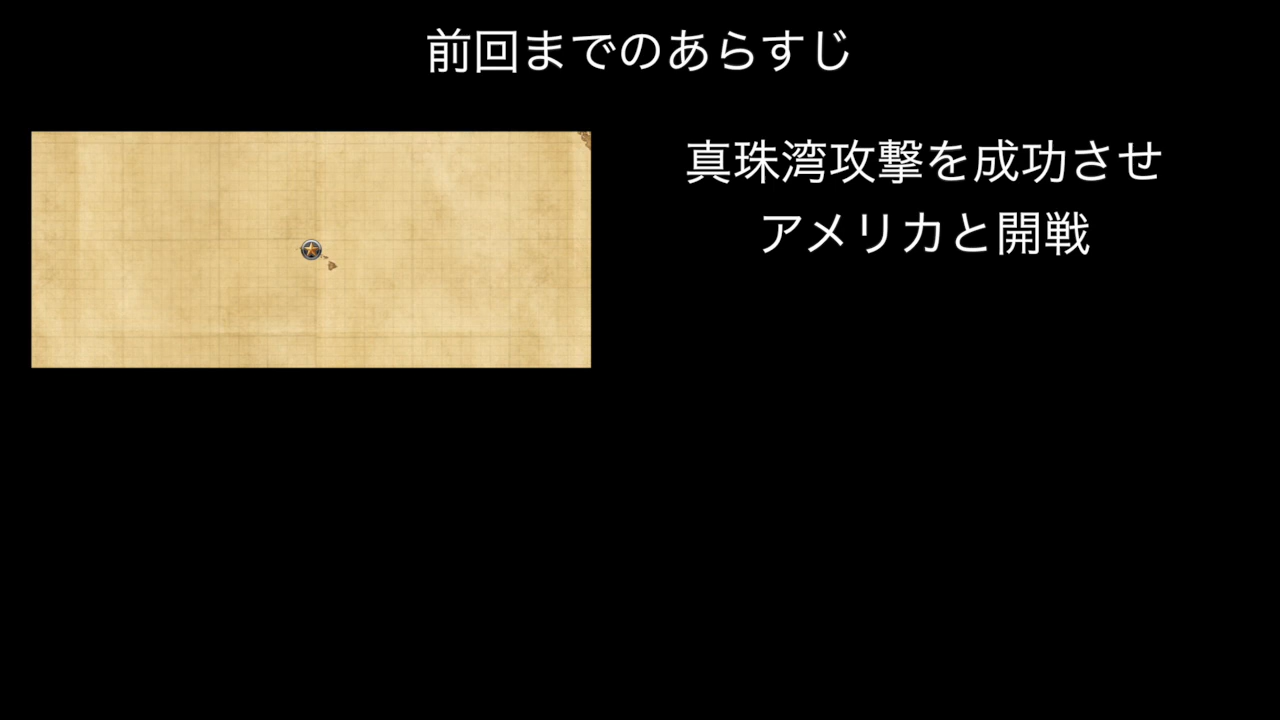 前回までのあらすじ
真珠湾攻撃を成功させ
アメリカと開戦